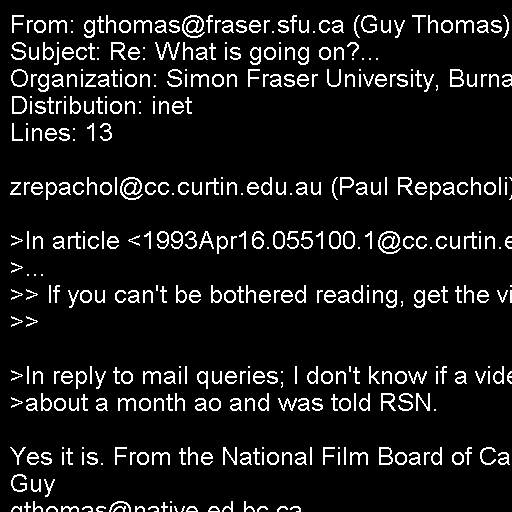 From: gthomas@fraser.sfu.ca (Guy Thomas)
Subject: Re: What is going on?...
Organization: Simon Fraser University, Burna
Distribution: inet
Lines: 13
zrepachol@cc.curtin.edu.au (Paul Repacholi)
>In article <1993Apr16.055100.1@cc.curtin.e
>...
>> If you can't be bothered reading, get the vi
>>
>In reply to mail queries; I don't know if a vide
>about a month ao and was told RSN.
Yes it is. From the National Film Board of Ca
Guy
gthomas@native.ed.bc.ca